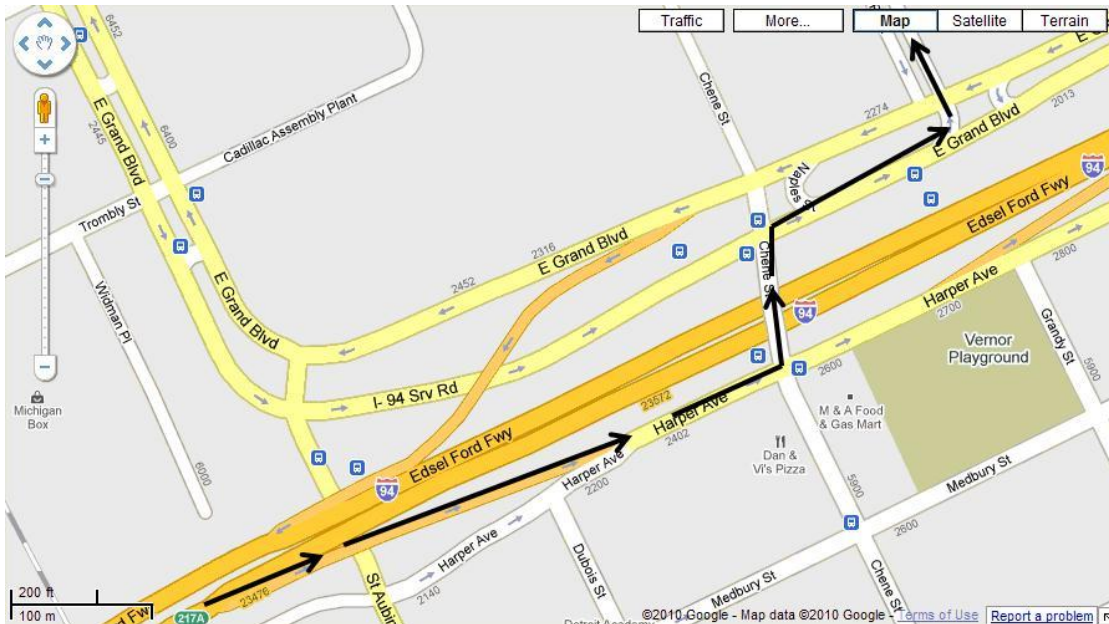 Traffic
More...
Map
Satellite
Terrain
6452
E Grand Blvd
2445
6400
Cadillac Assembly Plant
Chene St
2274
2013
E Grand Blvd
Naples St
Edsel Ford Fwy
94
Trombly St
Widman Pl
E Grand Blvd
2316
E Grand Blvd
2452
Chene St
94
Harper Ave
2800
2700
Vernor
Playground
Grandy St
5900
2600
I- 94 Srv Rd
23572
Harper Ave
2402
M & A Food
& Gas Mart
Dan &
Vi's Pizza
Michigan
Box
6000
Edsel Ford Fwy
94
Harper Ave
2200
5900
Medbury St
2600
Harper Ave
2140
Dubois St
Medbury St
Chene St
23476
217A
200 ft
100 m
©2010 Google - Map data ©2010 Google - Terms of Use
Report a problem